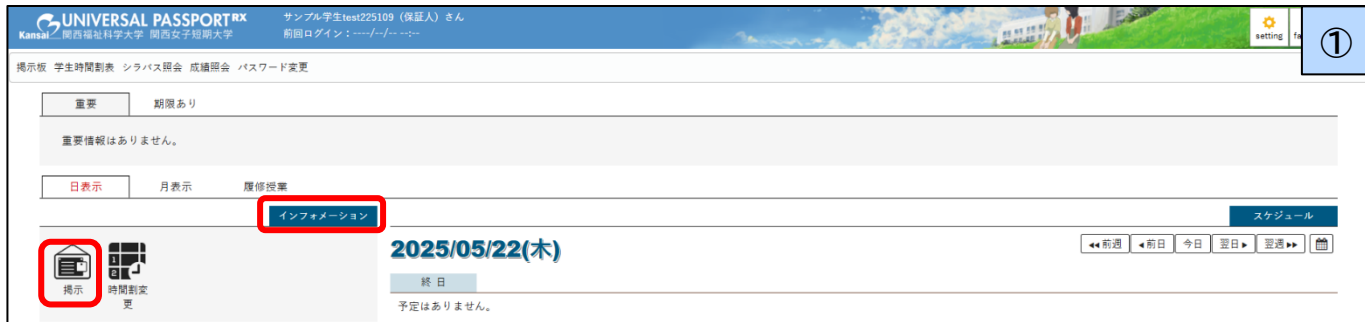 UNIVERSAL PASSPORT RX
Kansai 関西福祉科学大学 関西女子短期大学
サンプル学生test225109（保証人）さん
前回ログイン：----/--/-- --:--
setting
①
掲示板 学生時間割表 シラバス照会 成績照会 パスワード変更
重要 期限あり
重要情報はありません。
日表示 月表示 履修授業
インフォメーション
スケジュール
掲示
時間割変
更
2025/05/22(木)
◂◂前週 ◂前日 今日 翌日▸ 翌週▸▸
終日
予定はありません。